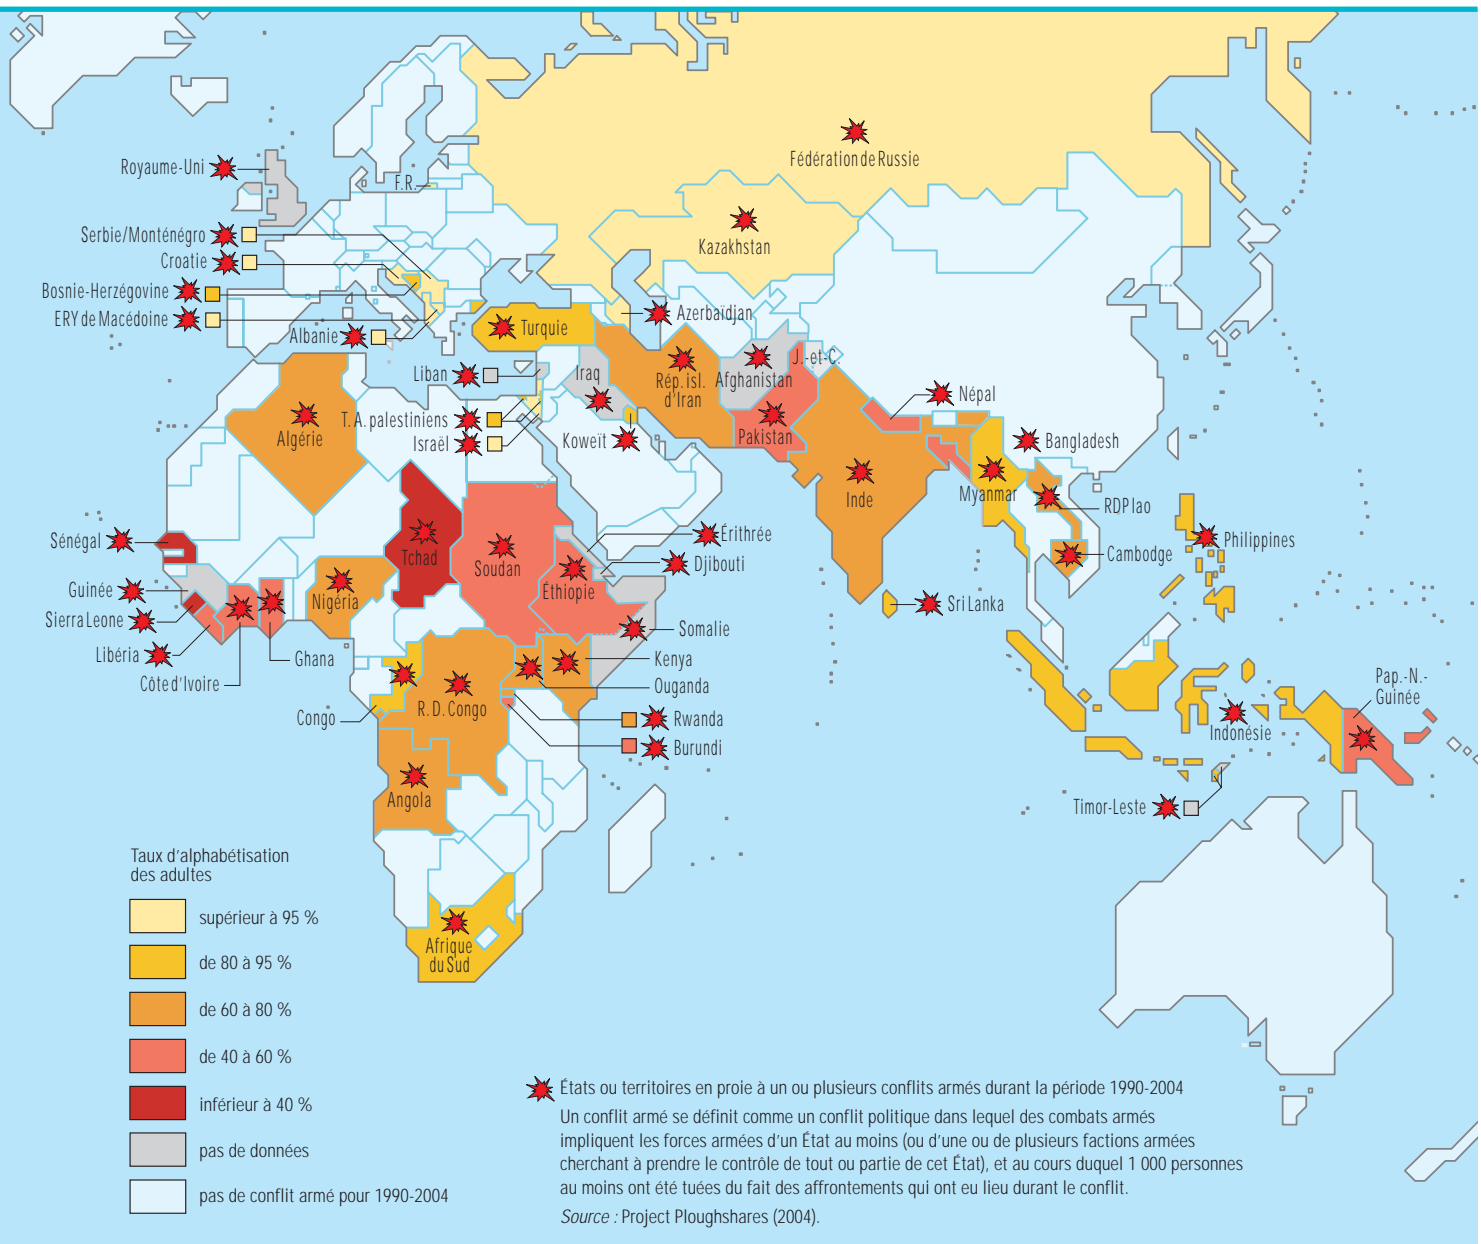 Fédération de Russie
Royaume-Uni
F.R.
Serbie/Monténégro
Croatie
Bosnie-Herzégovine
ERY de Macédoine
Albanie
Kazakhstan
Azerbaïdjan
Turquie
J.-et-C.
Liban
Iraq
Rép. isl.
d'Iran
Afghanistan
Népal
T. A. palestiniens
Israël
Koweït
Pakistan
Bangladesh
Algérie
Inde
Myanmar
RDP lao
Sénégal
Tchad
Soudan
Érithrée
Djibouti
Cambodge
Philippines
Guinée
Nigéria
Éthiopie
Sierra Leone
Sri Lanka
Libéria
Ghana
Somalie
Côte d'Ivoire
Kenya
Ouganda
Congo
R. D. Congo
Rwanda
Burundi
Pap.-N.-
Guinée
Indonésie
Angola
Timor-Leste
Afrique
du Sud
Taux d'alphabétisation
des adultes
supérieur à 95 %
de 80 à 95 %
de 60 à 80 %
de 40 à 60 %
inférieur à 40 %
pas de données
pas de conflit armé pour 1990-2004
États ou territoires en proie à un ou plusieurs conflits armés durant la période 1990-2004
Un conflit armé se définit comme un conflit politique dans lequel des combats armés
impliquent les forces armées d'un État au moins (ou d'une ou de plusieurs factions armées
cherchant à prendre le contrôle de tout ou partie de cet État), et au cours duquel 1 000 personnes
au moins ont été tuées du fait des affrontements qui ont eu lieu durant le conflit.
Source : Project Ploughshares (2004).